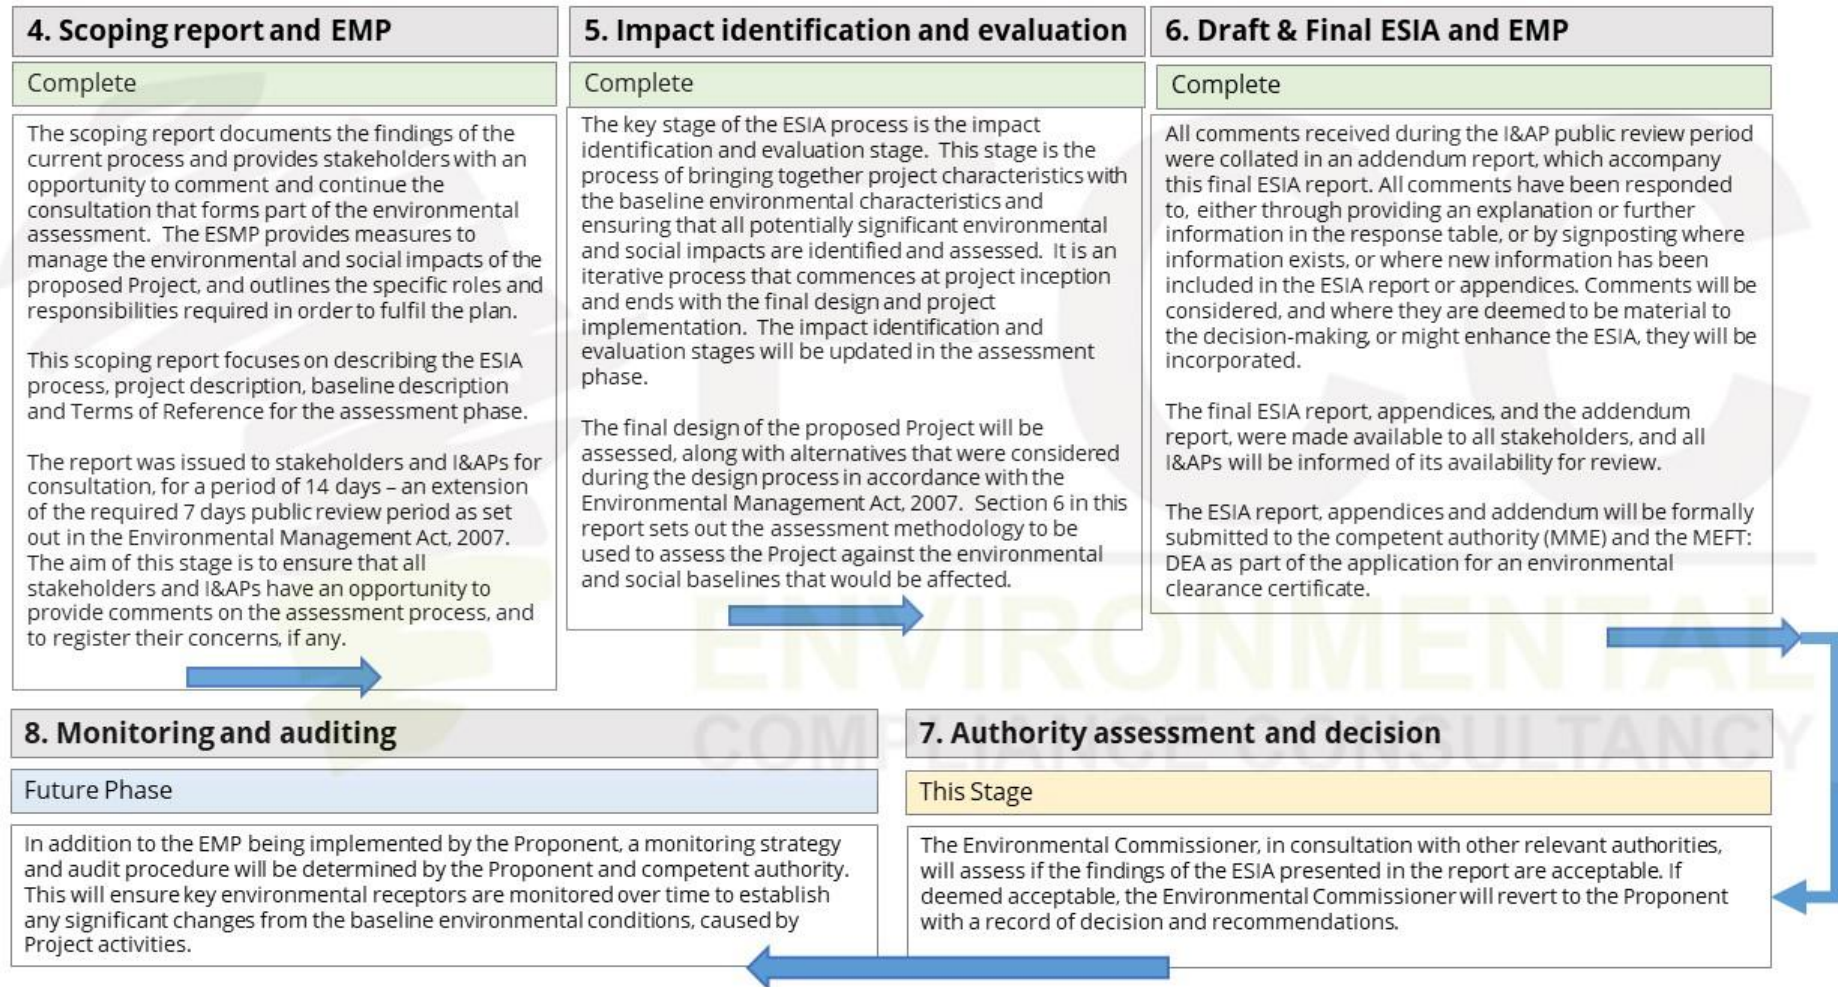 4. Scoping report and EMP
Complete
The scoping report documents the findings of the
current process and provides stakeholders with an
opportunity to comment and continue the
consultation that forms part of the environmental
assessment. The ESMP provides measures to
manage the environmental and social impacts of the
proposed Project, and outlines the specific roles and
responsibilities required in order to fulfil the plan.
This scoping report focuses on describing the ESIA
process, project description, baseline description
and Terms of Reference for the assessment phase.
The report was issued to stakeholders and I&APs for
consultation, for a period of 14 days – an extension
of the required 7 days public review period as set
out in the Environmental Management Act, 2007.
The aim of this stage is to ensure that all
stakeholders and I&APs have an opportunity to
provide comments on the assessment process, and
to register their concerns, if any.
5. Impact identification and evaluation
Complete
The key stage of the ESIA process is the impact
identification and evaluation stage. This stage is the
process of bringing together project characteristics with
the baseline environmental characteristics and
ensuring that all potentially significant environmental
and social impacts are identified and assessed. It is an
iterative process that commences at project inception
and ends with the final design and project
implementation. The impact identification and
evaluation stages will be updated in the assessment
phase.
The final design of the proposed Project will be
assessed, along with alternatives that were considered
during the design process in accordance with the
Environmental Management Act, 2007. Section 6 in this
report sets out the assessment methodology to be
used to assess the Project against the environmental
and social baselines that would be affected.
6. Draft & Final ESIA and EMP
Complete
All comments received during the I&AP public review period
were collated in an addendum report, which accompany
this final ESIA report. All comments have been responded
to, either through providing an explanation or further
information in the response table, or by signposting where
information exists, or where new information has been
included in the ESIA report or appendices. Comments will be
considered, and where they are deemed to be material to
the decision-making, or might enhance the ESIA, they will be
incorporated.
The final ESIA report, appendices, and the addendum
report, were made available to all stakeholders, and all
I&APs will be informed of its availability for review.
The ESIA report, appendices and addendum will be formally
submitted to the competent authority (MME) and the MEFT:
DEA as part of the application for an environmental
clearance certificate.
7. Authority assessment and decision
This Stage
The Environmental Commissioner, in consultation with other relevant authorities,
will assess if the findings of the ESIA presented in the report are acceptable. If
deemed acceptable, the Environmental Commissioner will revert to the Proponent
with a record of decision and recommendations.
8. Monitoring and auditing
Future Phase
In addition to the EMP being implemented by the Proponent, a monitoring strategy
and audit procedure will be determined by the Proponent and competent authority.
This will ensure key environmental receptors are monitored over time to establish
any significant changes from the baseline environmental conditions, caused by
Project activities.
ECC
ENVIRONMENTAL
COMPLIANCE CONSULTANCY